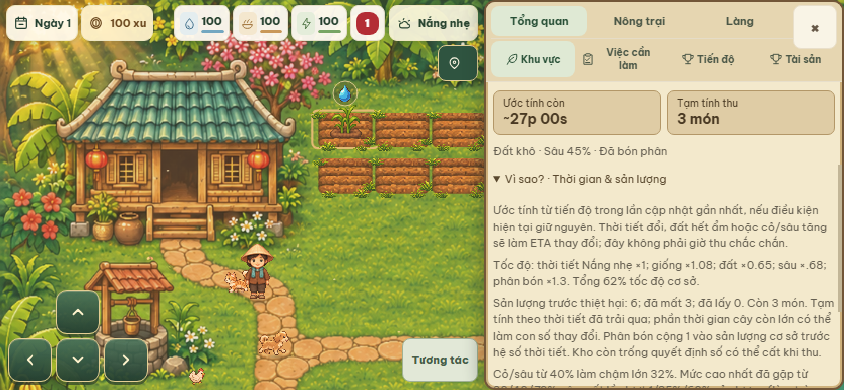 Ngày 1
100 xu
100
100
100
1
Nắng nhẹ
Tương tác
Tổng quan
Nông trại
Làng
Khu vực
Việc cần
làm
Tiến độ
Tài sản
Ước tính còn
~27p 00s
Tạm tính thu
3 món
Đất khô · Sâu 45% · Đã bón phân
▼ Vì sao? · Thời gian & sản lượng
Ước tính từ tiến độ trong lần cập nhật gần nhất, nếu điều kiện
hiện tại giữ nguyên. Thời tiết đổi, đất hết ẩm hoặc cỏ/sâu tăng
sẽ làm ETA thay đổi; đây không phải giờ thu chắc chắn.
Tốc độ: thời tiết Nắng nhẹ ×1; giống ×1.08; đất ×0.65; sâu ×.68;
phân bón ×1.3. Tổng 62% tốc độ cơ sở.
Sản lượng trước thiệt hại: 6; đã mất 3; đã lấy 0. Còn 3 món. Tạm
tính theo thời tiết đã trải qua; phần thời gian cây còn lớn có thể
làm con số thay đổi. Phân bón cộng 1 vào sản lượng cơ sở trước
hệ số thời tiết. Kho còn trống quyết định số có thể cất khi thu.
Cỏ/sâu từ 40% làm chậm lớn 32%. Mức cao nhất đã gặp từ